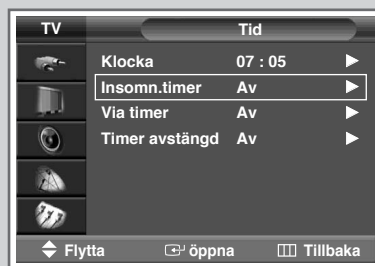 TV Tid
Klocka 07 : 05
Insomn.timer Av
Via timer Av
Timer avstängd Av
Flytta öppna Tillbaka